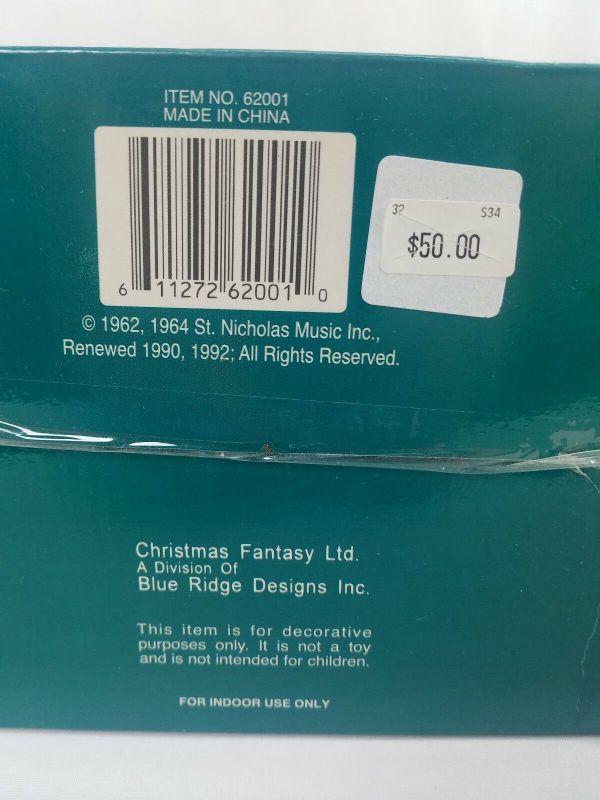 ITEM NO. 62001
MADE IN CHINA
6 11272 62001 0
32 S34
$50.00
© 1962, 1964 St. Nicholas Music Inc.,
Renewed 1990, 1992; All Rights Reserved.
Christmas Fantasy Ltd.
A Division Of
Blue Ridge Designs Inc.
This item is for decorative
purposes only. It is not a toy
and is not intended for children.
FOR INDOOR USE ONLY